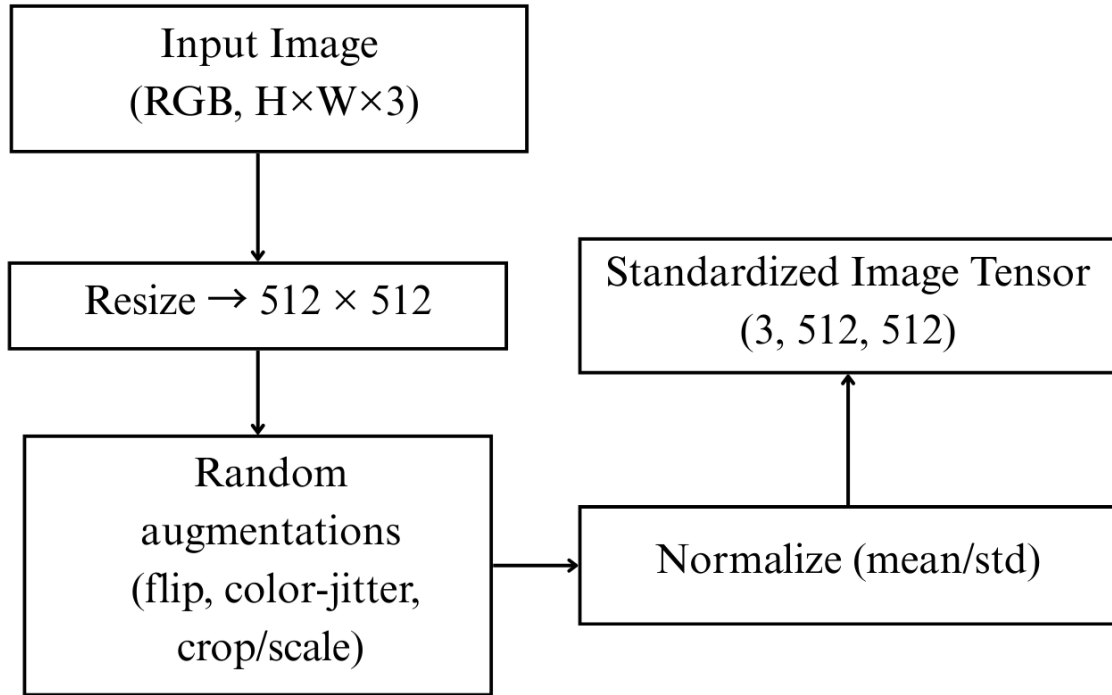 Input Image
(RGB, H×W×3)
Resize → 512 × 512
Random
augmentations
(flip, color-jitter,
crop/scale)
Normalize (mean/std)
Standardized Image Tensor
(3, 512, 512)